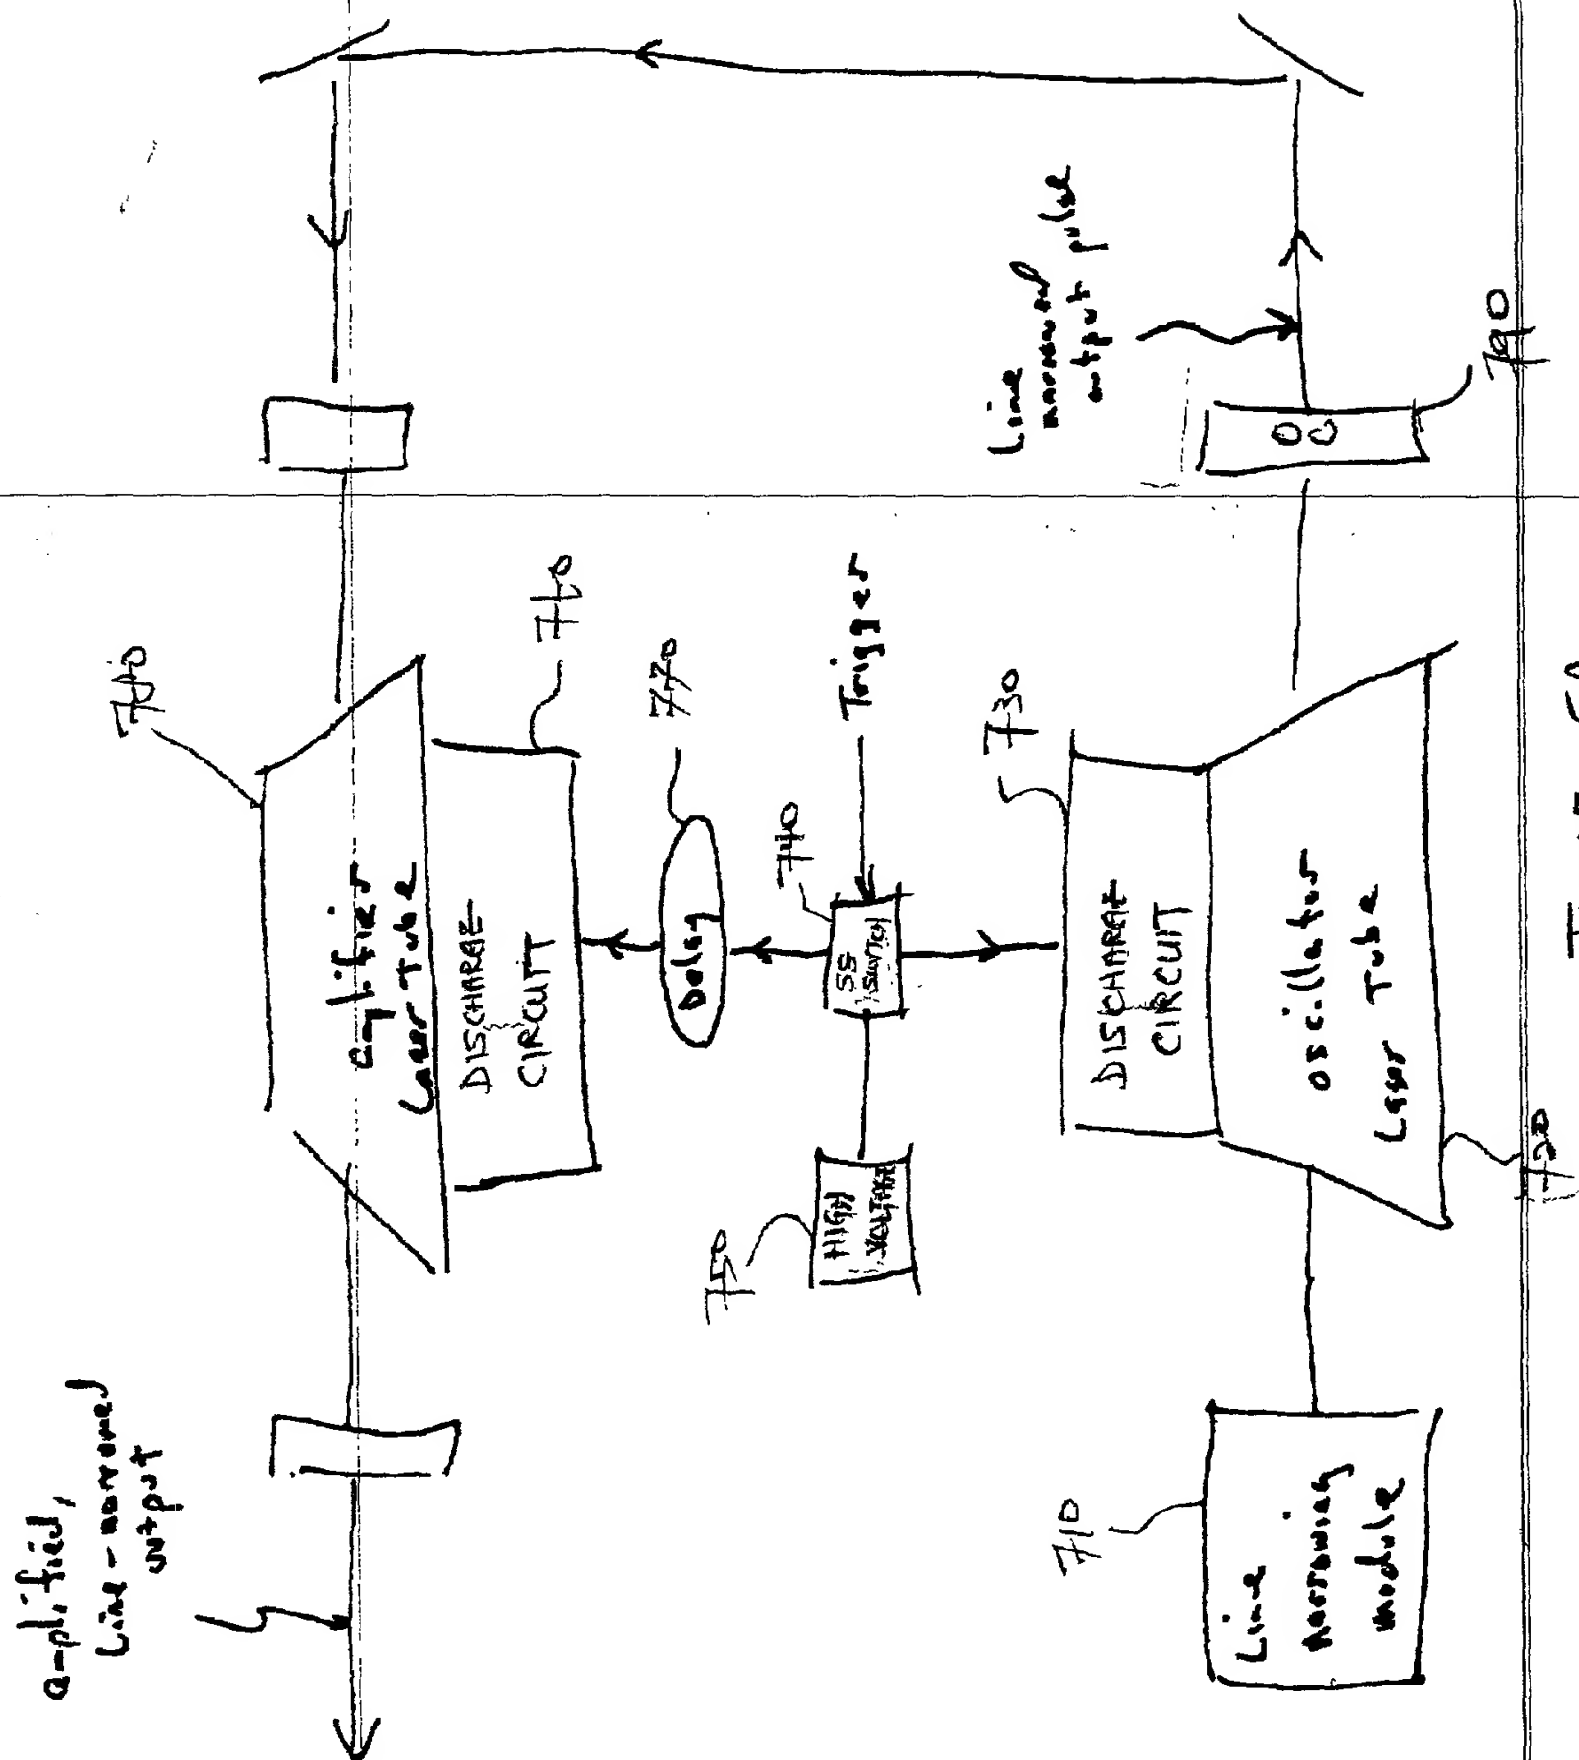 amplified,
Line-narrowed
output
780
amplifier
Laser Tube
DISCHARGE
CIRCUIT
760
Delay
770
750
HIGH
VOLTAGE
740
SS
SWITCH
Trigger
730
DISCHARGE
CIRCUIT
oscillator
Laser Tube
720
710
Line
narrowing
module
Line
narrowed
output pulse
OC
790